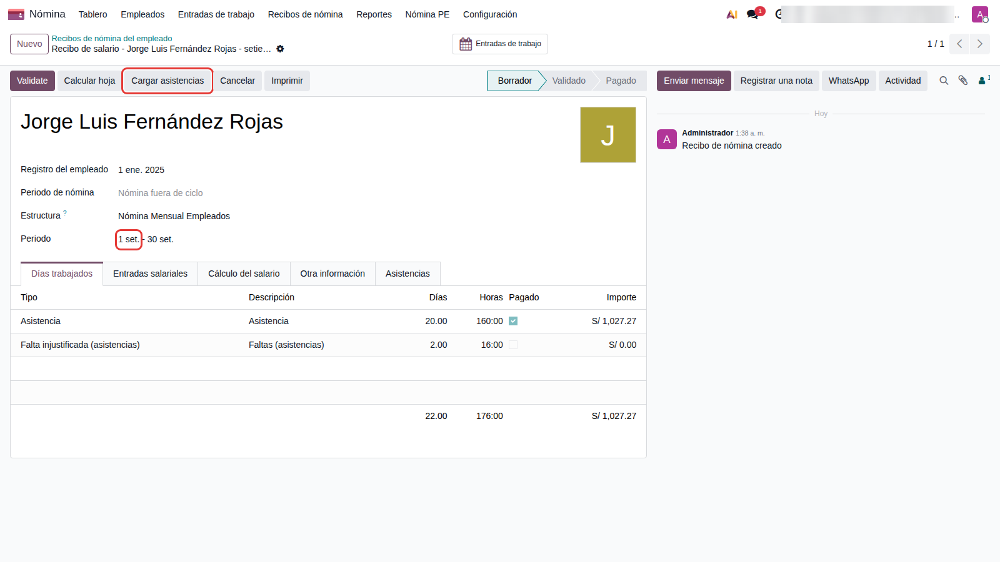 Nómina Tablero Empleados Entradas de trabajo Recibos de nómina Reportes Nómina PE Configuración AI 1 .. A
Nuevo Recibos de nómina del empleado
Recibo de salario - Jorge Luis Fernández Rojas - setie…
Entradas de trabajo
1 / 1
Validate Calcular hoja Cargar asistencias Cancelar Imprimir Borrador Validado Pagado
Enviar mensaje Registrar una nota WhatsApp Actividad 1
Jorge Luis Fernández Rojas
J
Registro del empleado 1 ene. 2025
Periodo de nómina Nómina fuera de ciclo
Estructura ? Nómina Mensual Empleados
Periodo 1 set. - 30 set.
Días trabajados Entradas salariales Cálculo del salario Otra información Asistencias
Tipo Descripción Días Horas Pagado Importe
Asistencia Asistencia 20.00 160:00 S/ 1,027.27
Falta injustificada (asistencias) Faltas (asistencias) 2.00 16:00 S/ 0.00
22.00 176:00 S/ 1,027.27
Hoy
A
Administrador 1:38 a. m.
Recibo de nómina creado